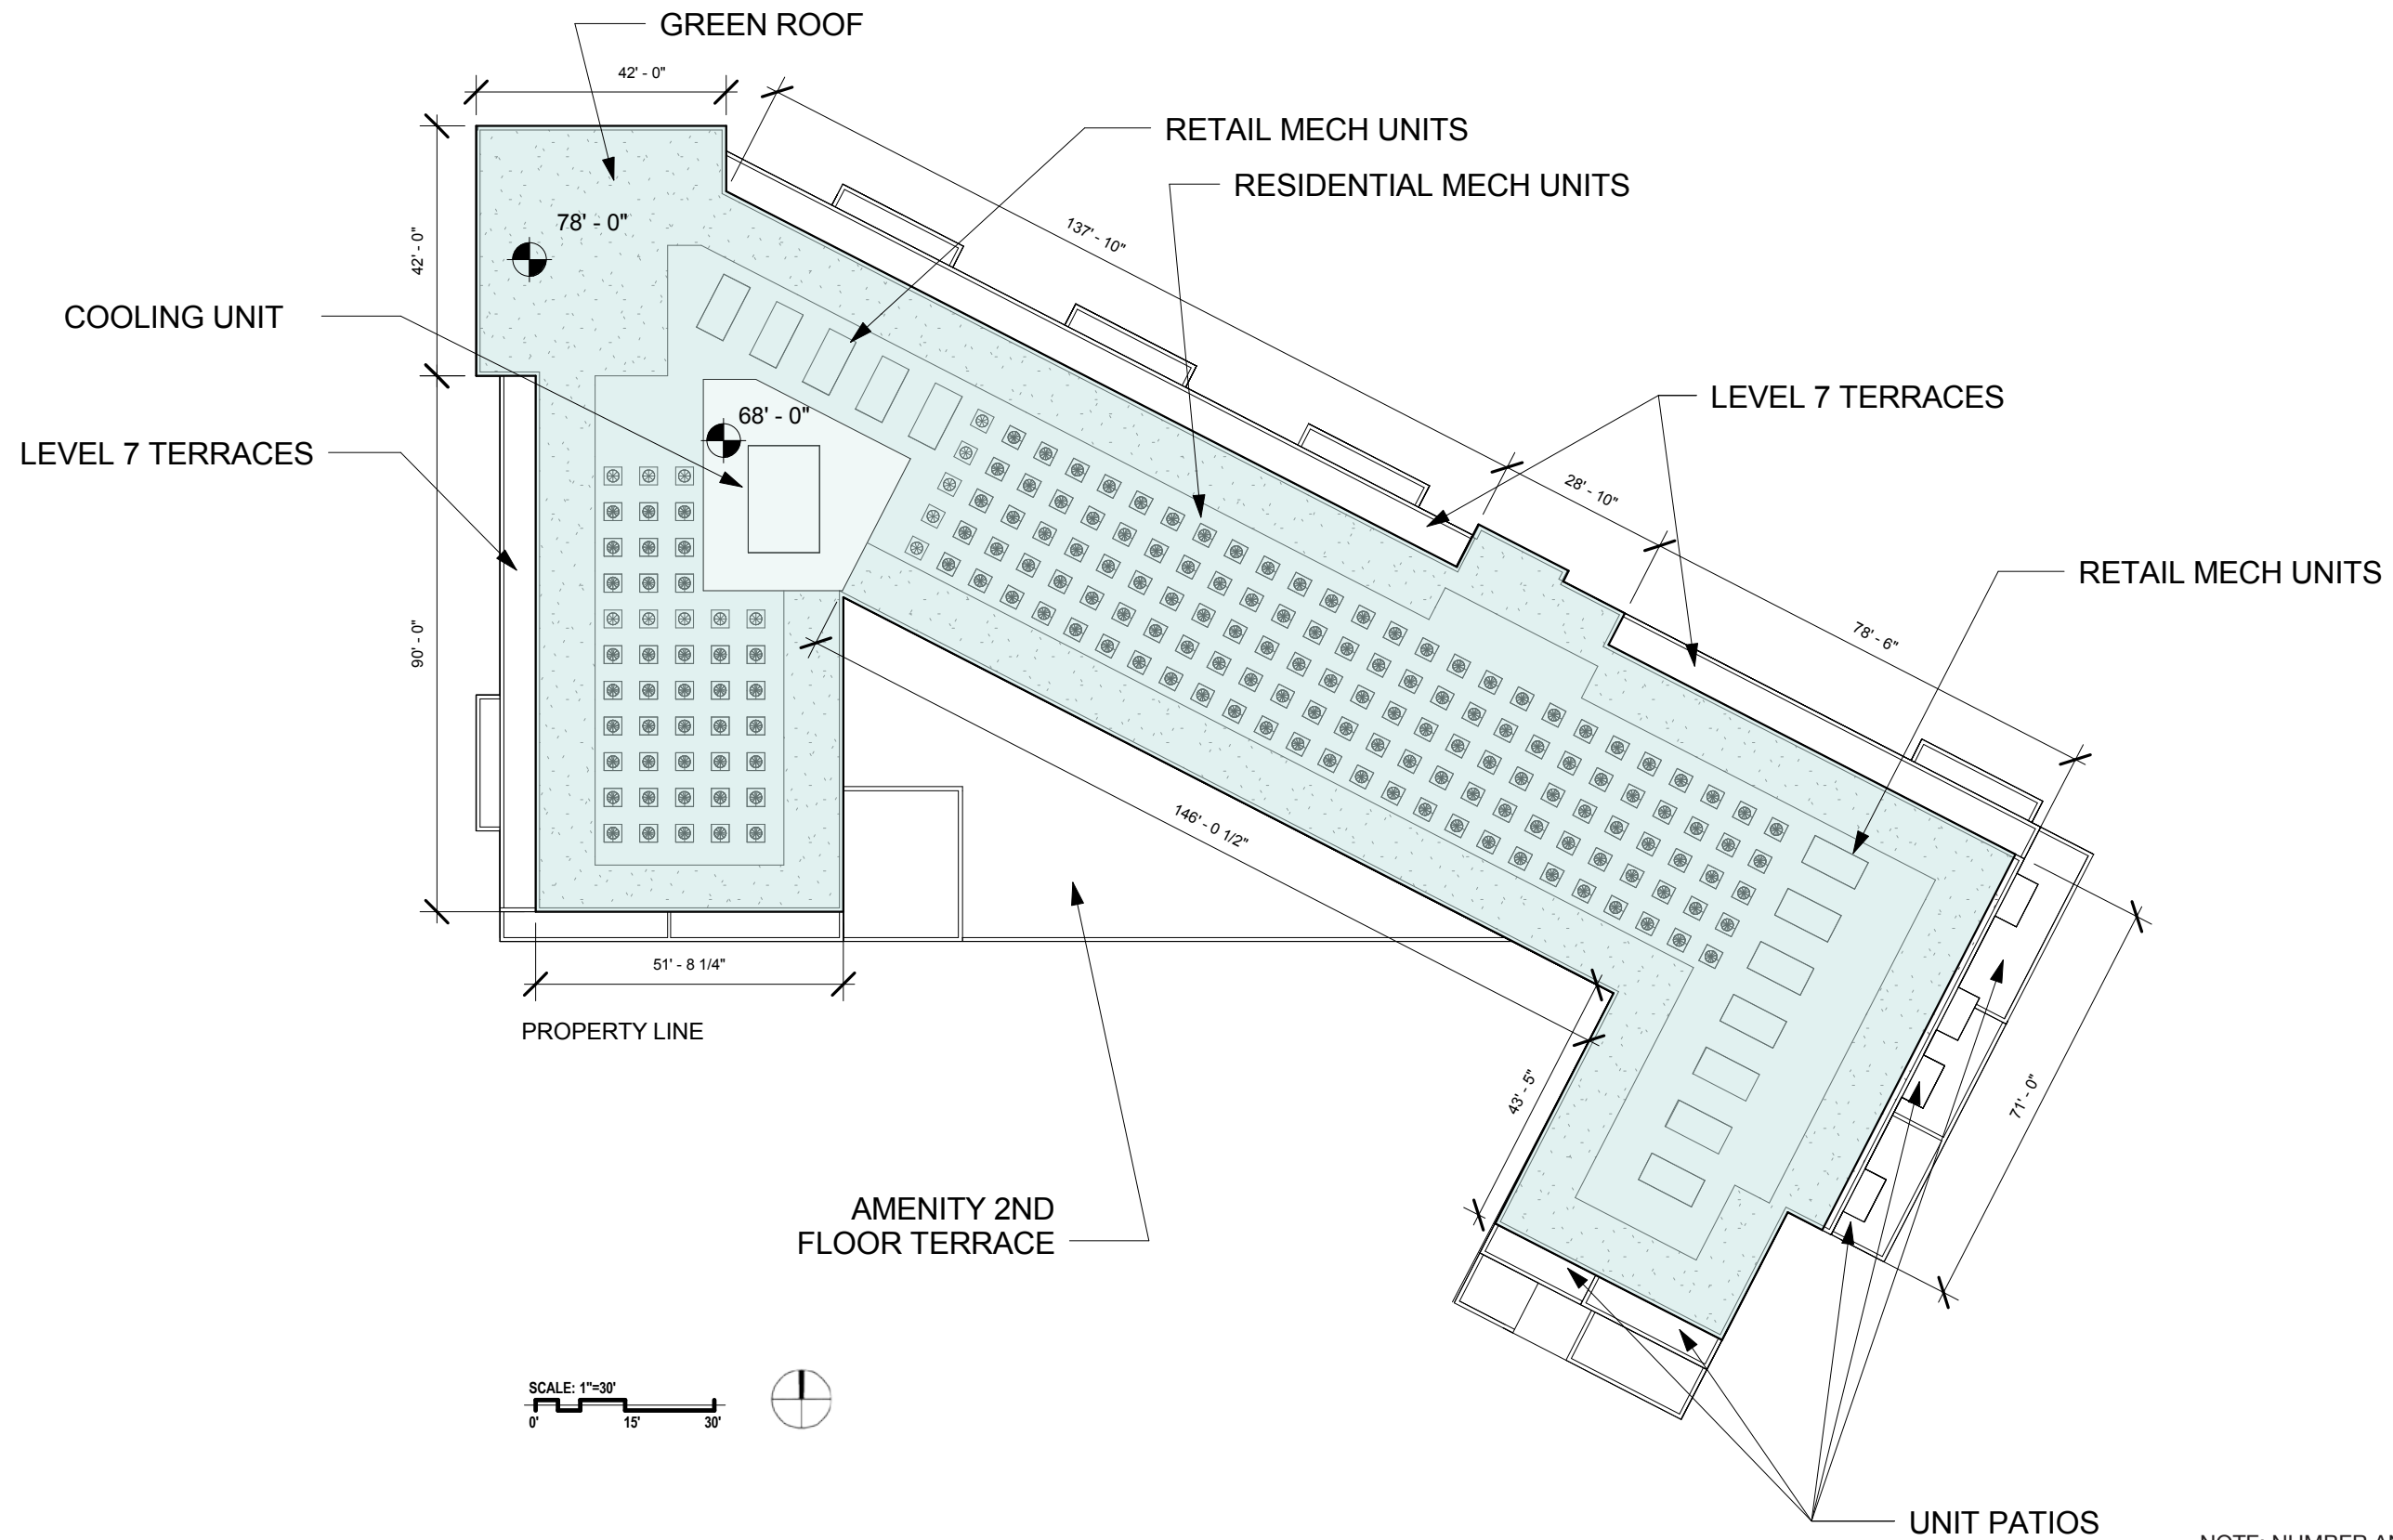 GREEN ROOF
42' - 0"
RETAIL MECH UNITS
RESIDENTIAL MECH UNITS
78' - 0"
137' - 10"
42' - 0"
COOLING UNIT
LEVEL 7 TERRACES
68' - 0"
LEVEL 7 TERRACES
28' - 10"
RETAIL MECH UNITS
78' - 6"
90' - 0"
146' - 0 1/2"
51' - 8 1/4"
PROPERTY LINE
43' - 5"
71' - 0"
AMENITY 2ND
FLOOR TERRACE
SCALE: 1"=30'
0' 15' 30'
UNIT PATIOS